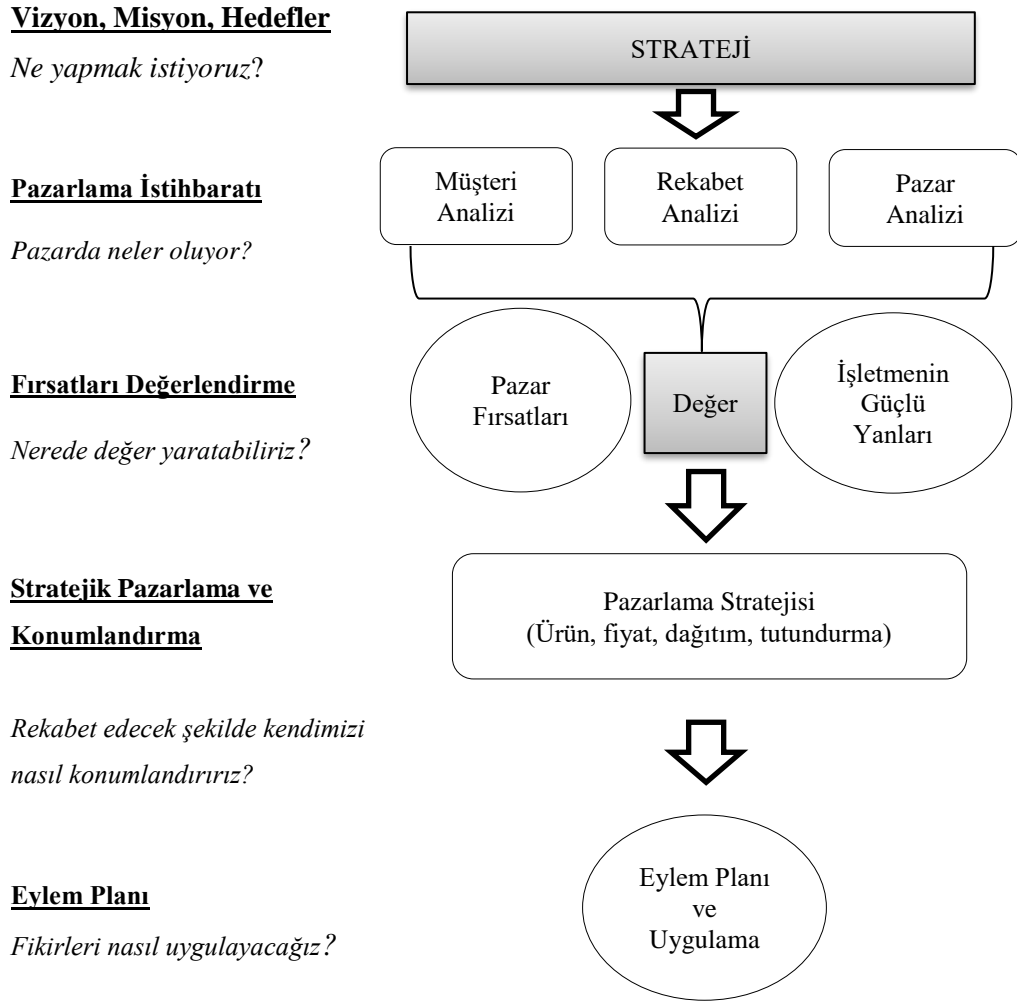 Vizyon, Misyon, Hedefler
Ne yapmak istiyoruz?
STRATEJİ
Pazarlama İstihbaratı
Pazarda neler oluyor?
Müşteri
Analizi
Rekabet
Analizi
Pazar
Analizi
Fırsatları Değerlendirme
Nerede değer yaratabiliriz?
Pazar
Fırsatları
Değer
İşletmenin
Güçlü
Yanları
Stratejik Pazarlama ve
Konumlandırma
Rekabet edecek şekilde kendimizi
nasıl konumlandırırız?
Pazarlama Stratejisi
(Ürün, fiyat, dağıtım, tutundurma)
Eylem Planı
Fikirleri nasıl uygulayacağız?
Eylem Planı
ve
Uygulama